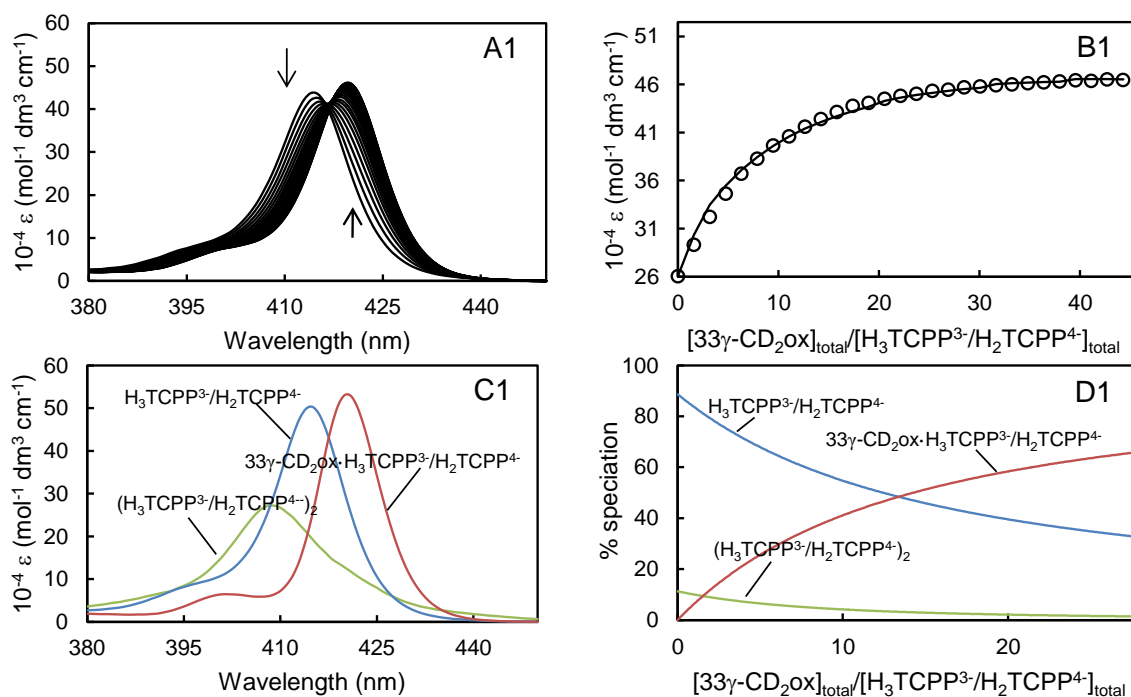 A1
10⁻⁴ ε (mol⁻¹ dm³ cm⁻¹)
60
50
40
30
20
10
0
380 395 410 425 440
Wavelength (nm)
B1
10⁻⁴ ε (mol⁻¹ dm³ cm⁻¹)
51
46
41
36
31
26
0 10 20 30 40
[33γ-CD₂ox]total/[H₃TCPP³⁻/H₂TCPP⁴⁻]total
C1
10⁻⁴ ε (mol⁻¹ dm³ cm⁻¹)
60
50
40
30
20
10
0
H₃TCPP³⁻/H₂TCPP⁴⁻
33γ-CD₂ox·H₃TCPP³⁻/H₂TCPP⁴⁻
(H₃TCPP³⁻/H₂TCPP⁴⁻⁻)₂
380 395 410 425 440
Wavelength (nm)
D1
% speciation
100
80
60
40
20
0
H₃TCPP³⁻/H₂TCPP⁴⁻
33γ-CD₂ox·H₃TCPP³⁻/H₂TCPP⁴⁻
(H₃TCPP³⁻/H₂TCPP⁴⁻)₂
0 10 20
[33γ-CD₂ox]total/[H₃TCPP³⁻/H₂TCPP⁴⁻]total